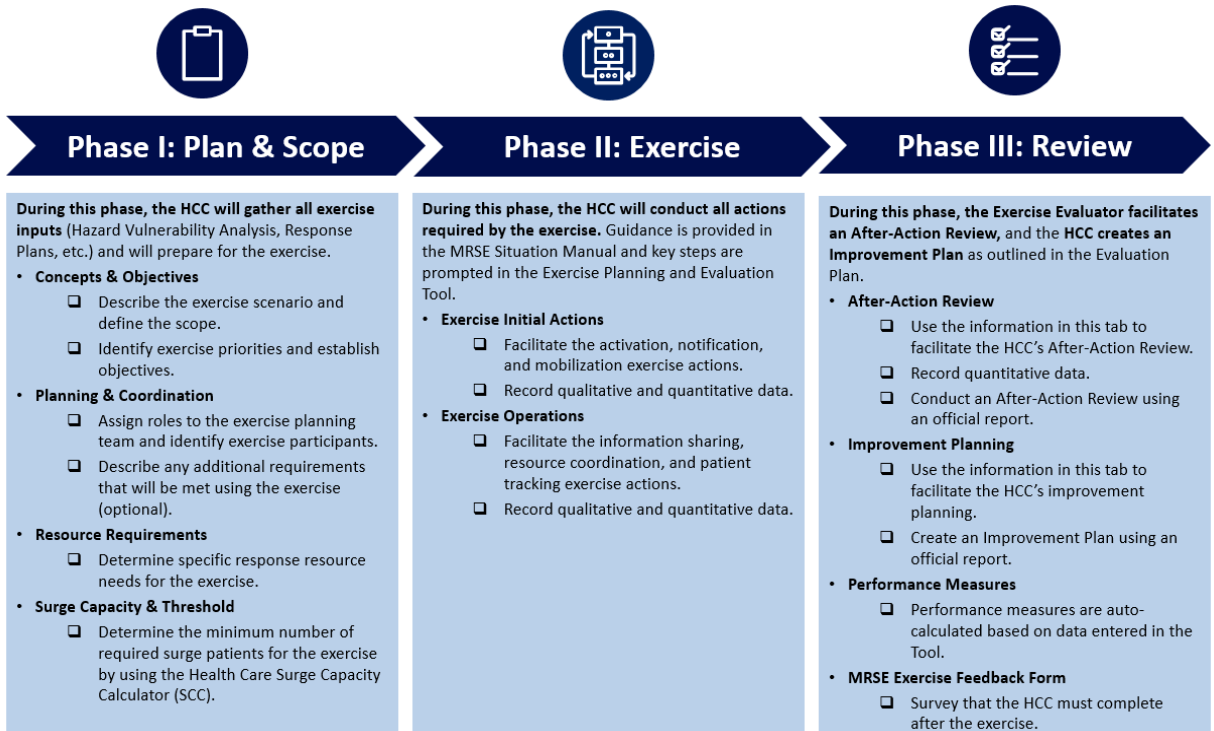 Phase I: Plan & Scope
During this phase, the HCC will gather all exercise
inputs (Hazard Vulnerability Analysis, Response
Plans, etc.) and will prepare for the exercise.
• Concepts & Objectives
❑ Describe the exercise scenario and
define the scope.
❑ Identify exercise priorities and establish
objectives.
• Planning & Coordination
❑ Assign roles to the exercise planning
team and identify exercise participants.
❑ Describe any additional requirements
that will be met using the exercise
(optional).
• Resource Requirements
❑ Determine specific response resource
needs for the exercise.
• Surge Capacity & Threshold
❑ Determine the minimum number of
required surge patients for the exercise
by using the Health Care Surge Capacity
Calculator (SCC).
Phase II: Exercise
During this phase, the HCC will conduct all actions
required by the exercise. Guidance is provided in
the MRSE Situation Manual and key steps are
prompted in the Exercise Planning and Evaluation
Tool.
• Exercise Initial Actions
❑ Facilitate the activation, notification,
and mobilization exercise actions.
❑ Record qualitative and quantitative data.
• Exercise Operations
❑ Facilitate the information sharing,
resource coordination, and patient
tracking exercise actions.
❑ Record qualitative and quantitative data.
Phase III: Review
During this phase, the Exercise Evaluator facilitates
an After-Action Review, and the HCC creates an
Improvement Plan as outlined in the Evaluation
Plan.
• After-Action Review
❑ Use the information in this tab to
facilitate the HCC’s After-Action Review.
❑ Record quantitative data.
❑ Conduct an After-Action Review using
an official report.
• Improvement Planning
❑ Use the information in this tab to
facilitate the HCC’s improvement
planning.
❑ Create an Improvement Plan using an
official report.
• Performance Measures
❑ Performance measures are auto-
calculated based on data entered in the
Tool.
• MRSE Exercise Feedback Form
❑ Survey that the HCC must complete
after the exercise.